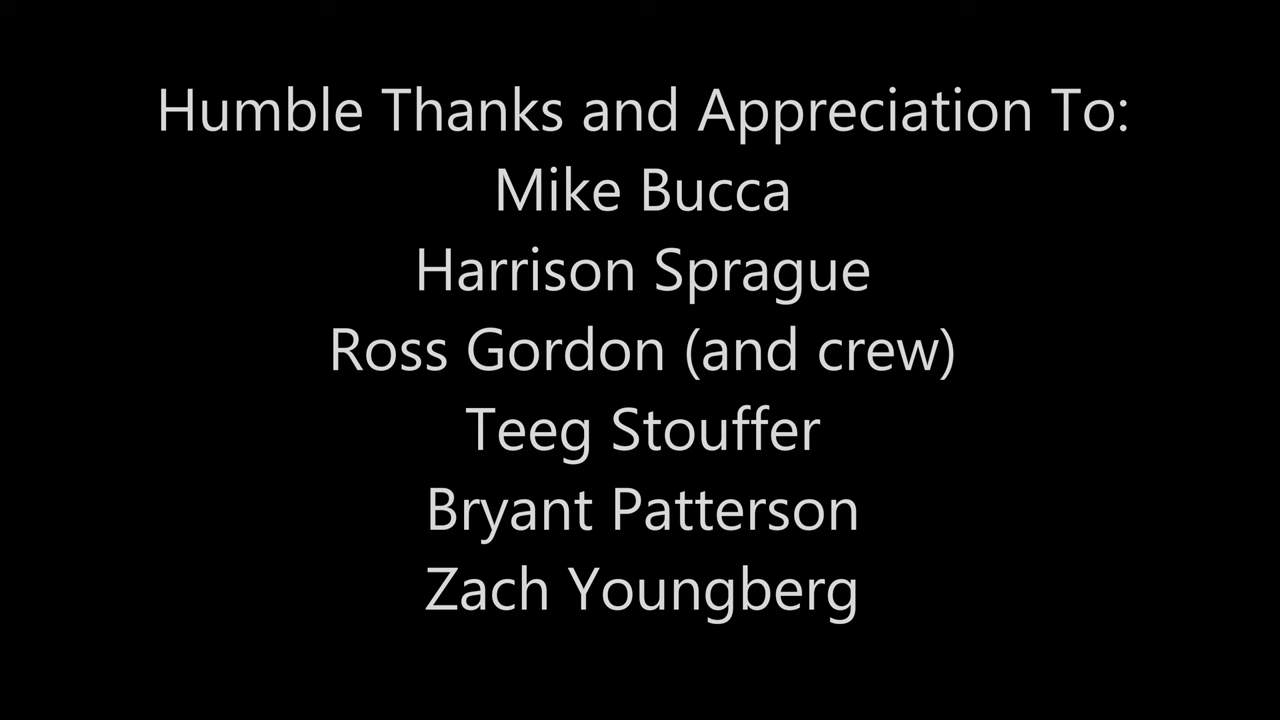 Humble Thanks and Appreciation To:
Mike Bucca
Harrison Sprague
Ross Gordon (and crew)
Teeg Stouffer
Bryant Patterson
Zach Youngberg